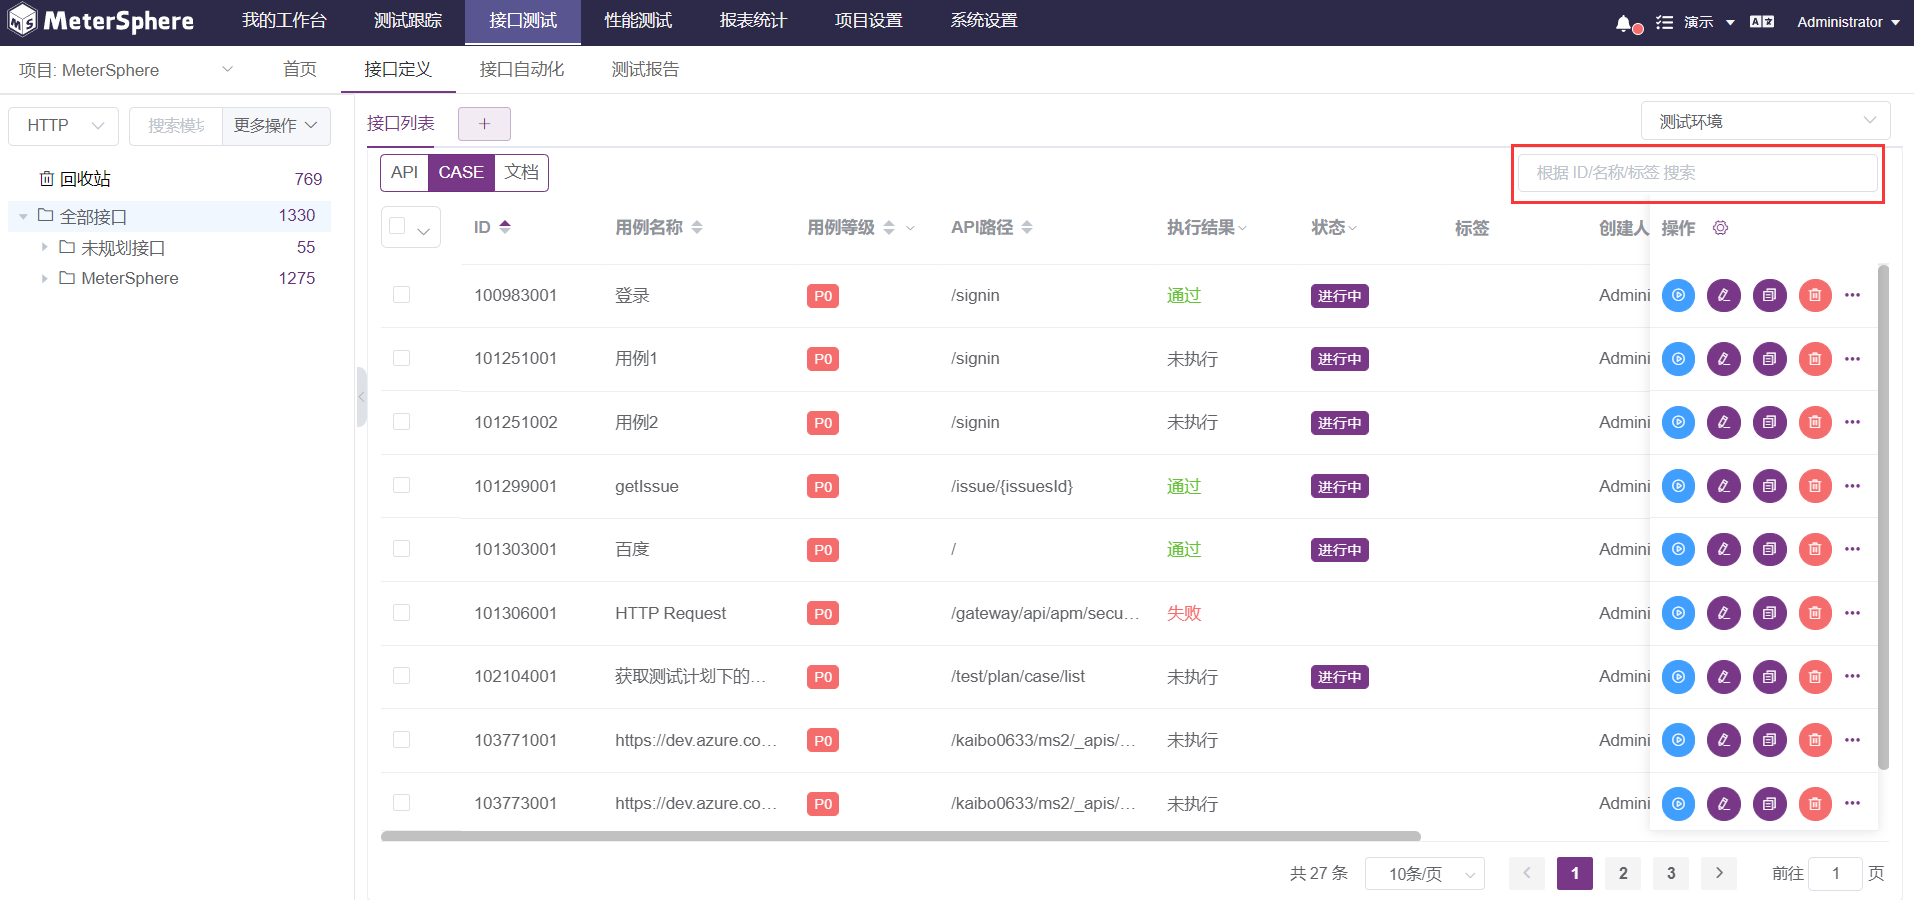 MeterSphere 我的工作台 测试跟踪 接口测试 性能测试 报表统计 项目设置 系统设置 演示 Administrator
项目: MeterSphere 首页 接口定义 接口自动化 测试报告
HTTP 搜索模块 更多操作
回收站 769
全部接口 1330
未规划接口 55
MeterSphere 1275
接口列表 + 测试环境
API CASE 文档 根据 ID/名称/标签 搜索
ID 用例名称 用例等级 API路径 执行结果 状态 标签 创建人 操作
100983001 登录 P0 /signin 通过 进行中 Admini
101251001 用例1 P0 /signin 未执行 进行中 Admini
101251002 用例2 P0 /signin 未执行 进行中 Admini
101299001 getIssue P0 /issue/{issuesId} 通过 进行中 Admini
101303001 百度 P0 / 通过 进行中 Admini
101306001 HTTP Request P0 /gateway/api/apm/secu… 失败 Admini
102104001 获取测试计划下的… P0 /test/plan/case/list 未执行 进行中 Admini
103771001 https://dev.azure.co… P0 /kaibo0633/ms2/_apis/… 未执行 Admini
103773001 https://dev.azure.co… P0 /kaibo0633/ms2/_apis/… 未执行 Admini
共 27 条 10条/页 1 2 3 前往 1 页